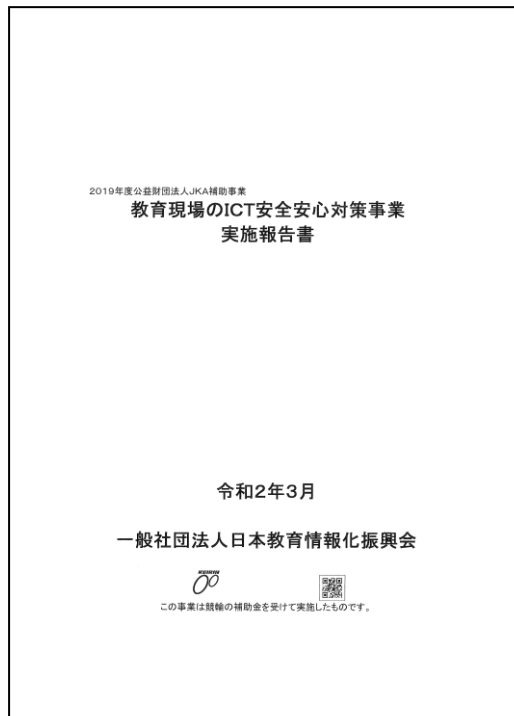 2019年度公益財団法人JKA補助事業
教育現場のICT安全安心対策事業
実施報告書
令和2年3月
一般社団法人日本教育情報化振興会
KEIRIN
この事業は競輪の補助金を受けて実施したものです。